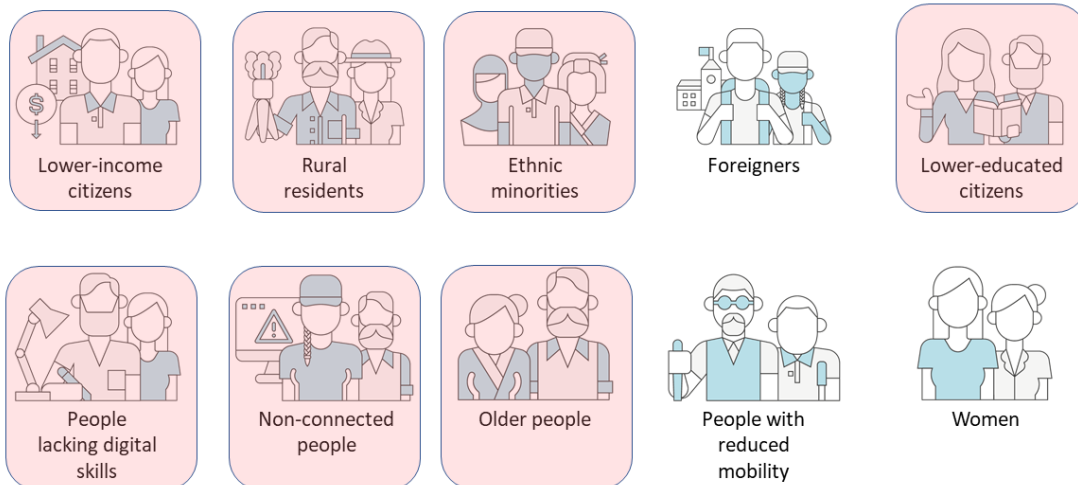 $
Lower-income
citizens
Rural
residents
Ethnic
minorities
Foreigners
Lower-educated
citizens
People
lacking digital
skills
!
Non-connected
people
Older people
People with
reduced
mobility
Women